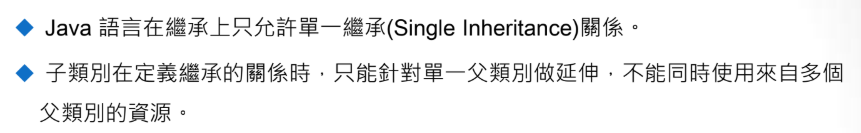 ◆ Java 語言在繼承上只允許單一繼承(Single Inheritance)關係。
◆ 子類別在定義繼承的關係時，只能針對單一父類別做延伸，不能同時使用來自多個
父類別的資源。